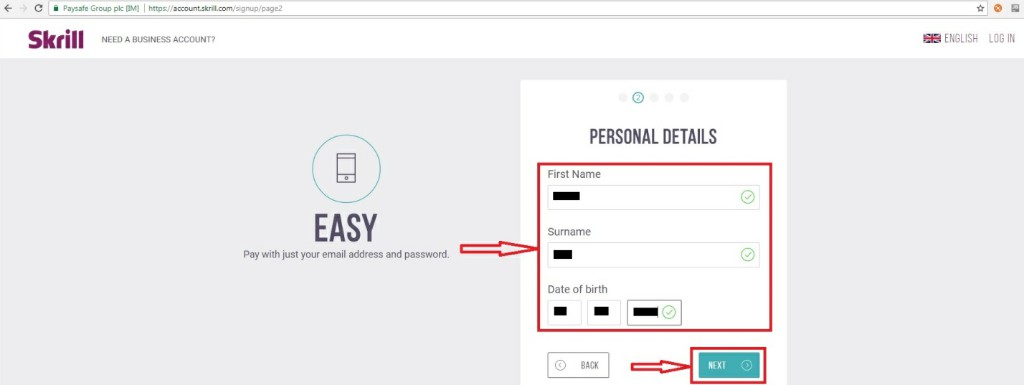 Paysafe Group plc [IM] https://account.skrill.com/signup/page2
Skrill NEED A BUSINESS ACCOUNT? ENGLISH LOG IN
2
PERSONAL DETAILS
First Name
Surname
Date of birth
BACK NEXT
EASY
Pay with just your email address and password.